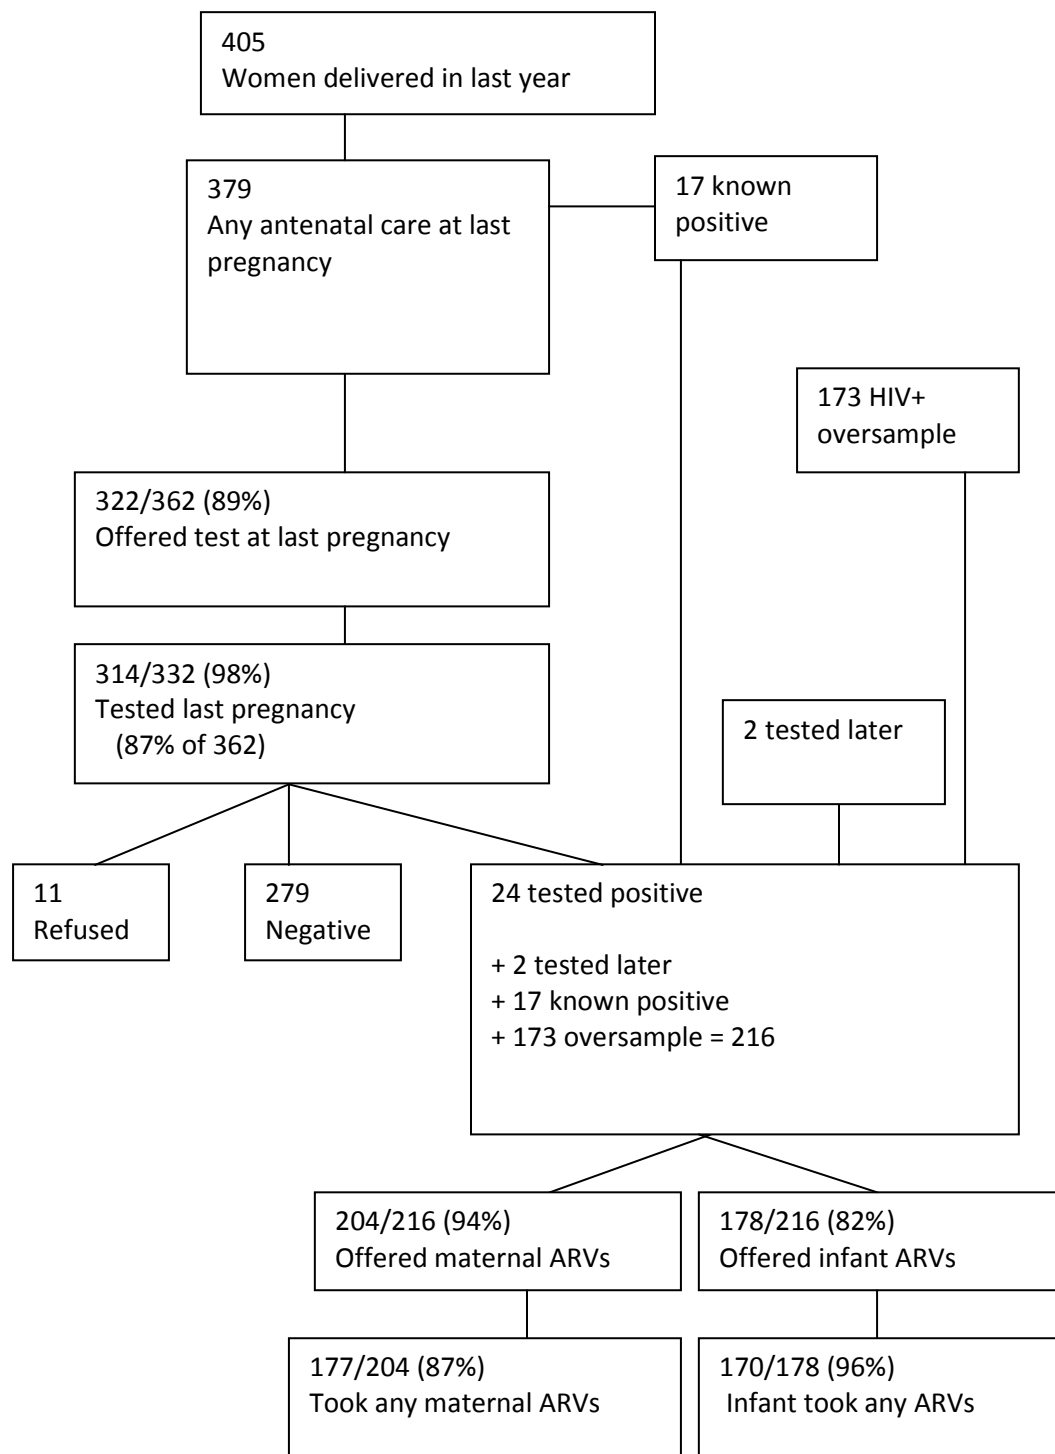 405
Women delivered in last year
379
Any antenatal care at last
pregnancy
17 known
positive
173 HIV+
oversample
322/362 (89%)
Offered test at last pregnancy
314/332 (98%)
Tested last pregnancy
(87% of 362)
2 tested later
11
Refused
279
Negative
24 tested positive
+ 2 tested later
+ 17 known positive
+ 173 oversample = 216
204/216 (94%)
Offered maternal ARVs
178/216 (82%)
Offered infant ARVs
177/204 (87%)
Took any maternal ARVs
170/178 (96%)
Infant took any ARVs